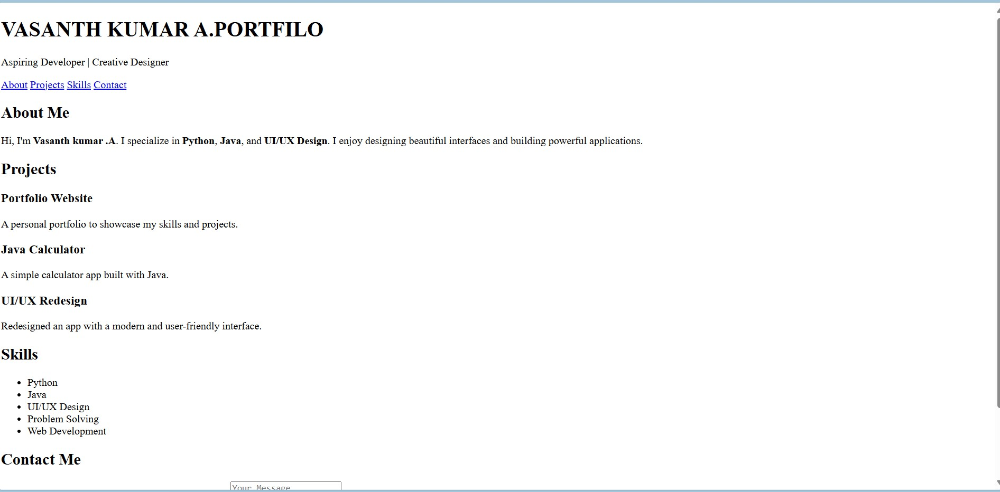 VASANTH KUMAR A.PORTFILO
Aspiring Developer | Creative Designer
About Projects Skills Contact
About Me
Hi, I'm Vasanth kumar .A. I specialize in Python, Java, and UI/UX Design. I enjoy designing beautiful interfaces and building powerful applications.
Projects
Portfolio Website
A personal portfolio to showcase my skills and projects.
Java Calculator
A simple calculator app built with Java.
UI/UX Redesign
Redesigned an app with a modern and user-friendly interface.
Skills
• Python
• Java
• UI/UX Design
• Problem Solving
• Web Development
Contact Me
Your Message